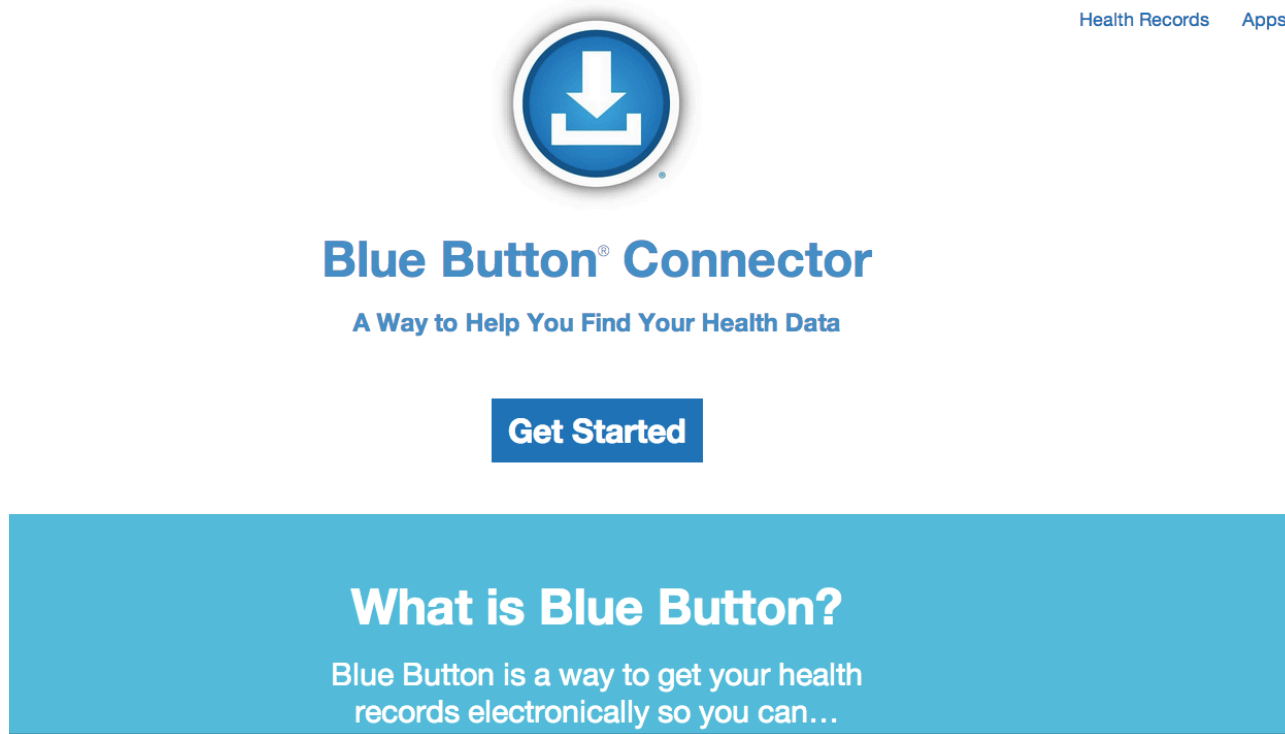 Health Records Apps
Blue Button® Connector
A Way to Help You Find Your Health Data
Get Started
What is Blue Button?
Blue Button is a way to get your health
records electronically so you can...